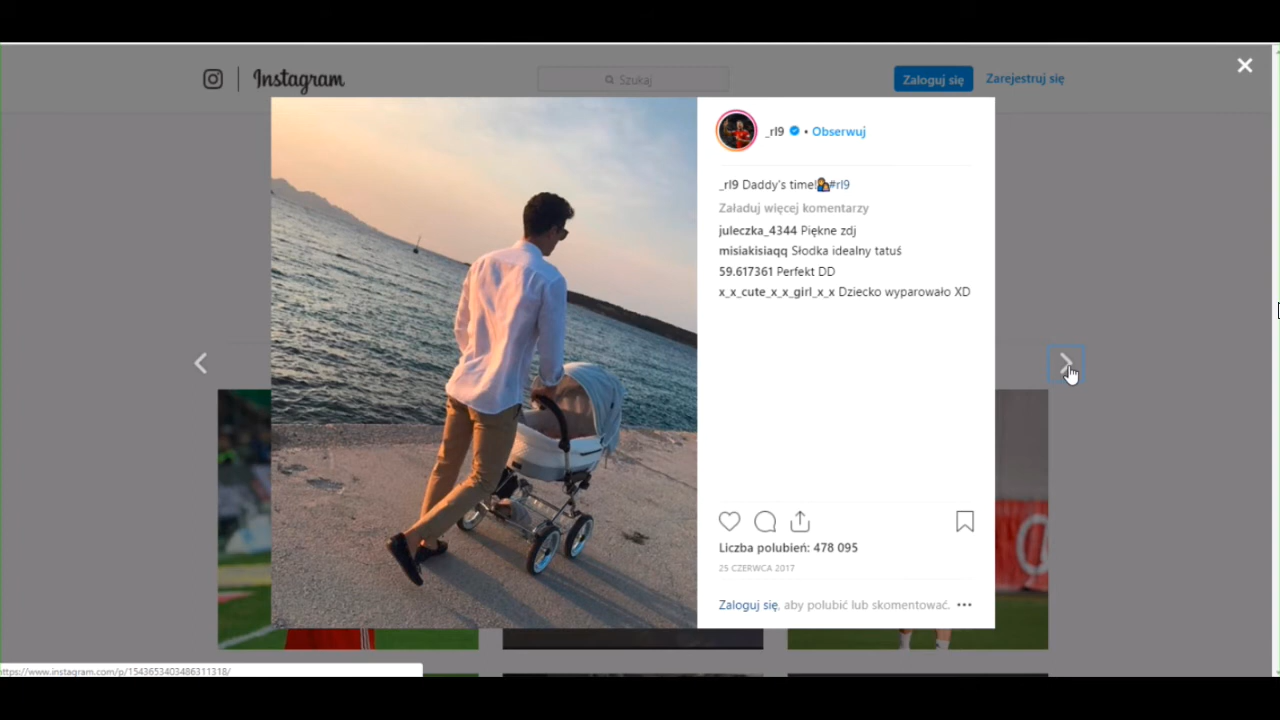 Instagram
Szukaj
Zaloguj się
Zarejestruj się
_rl9 • Obserwuj
_rl9 Daddy's time!#rl9
Załaduj więcej komentarzy
juleczka_4344 Piękne zdj
misiakisiaqq Słodka idealny tatuś
59.617361 Perfekt DD
x_x_cute_x_x_girl_x_x Dziecko wyparowało XD
Liczba polubień: 478 095
25 CZERWCA 2017
Zaloguj się, aby polubić lub skomentować.
https://www.instagram.com/p/1543653403486311318/